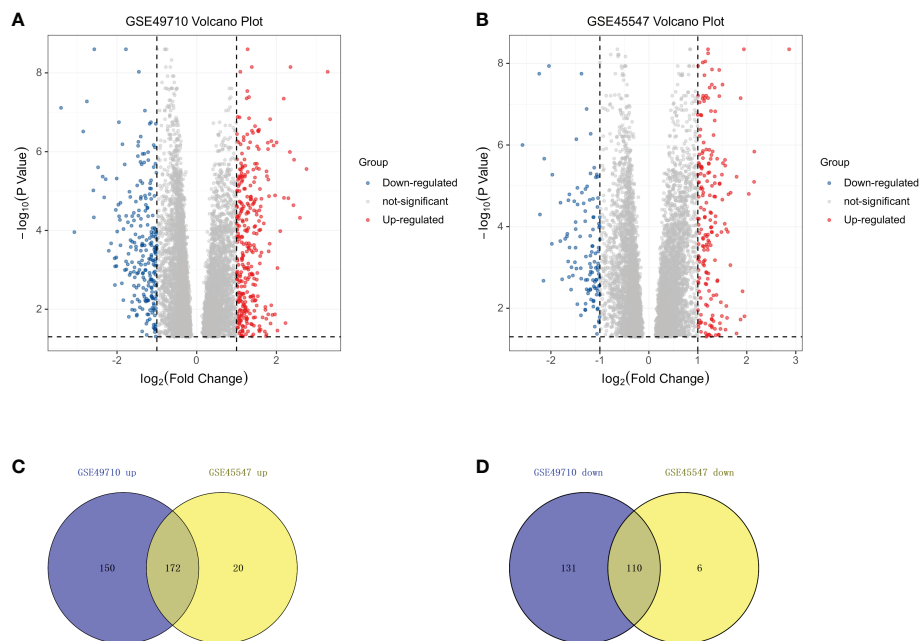 A
GSE49710 Volcano Plot
8
6
4
2
-2
0
2
−log10(P Value)
log2(Fold Change)
Group
Down-regulated
not-significant
Up-regulated
B
GSE45547 Volcano Plot
8
6
4
2
-2
-1
0
1
2
3
−log10(P Value)
log2(Fold Change)
Group
Down-regulated
not-significant
Up-regulated
C
GSE49710 up
GSE45547 up
150
172
20
D
GSE49710 down
GSE45547 down
131
110
6